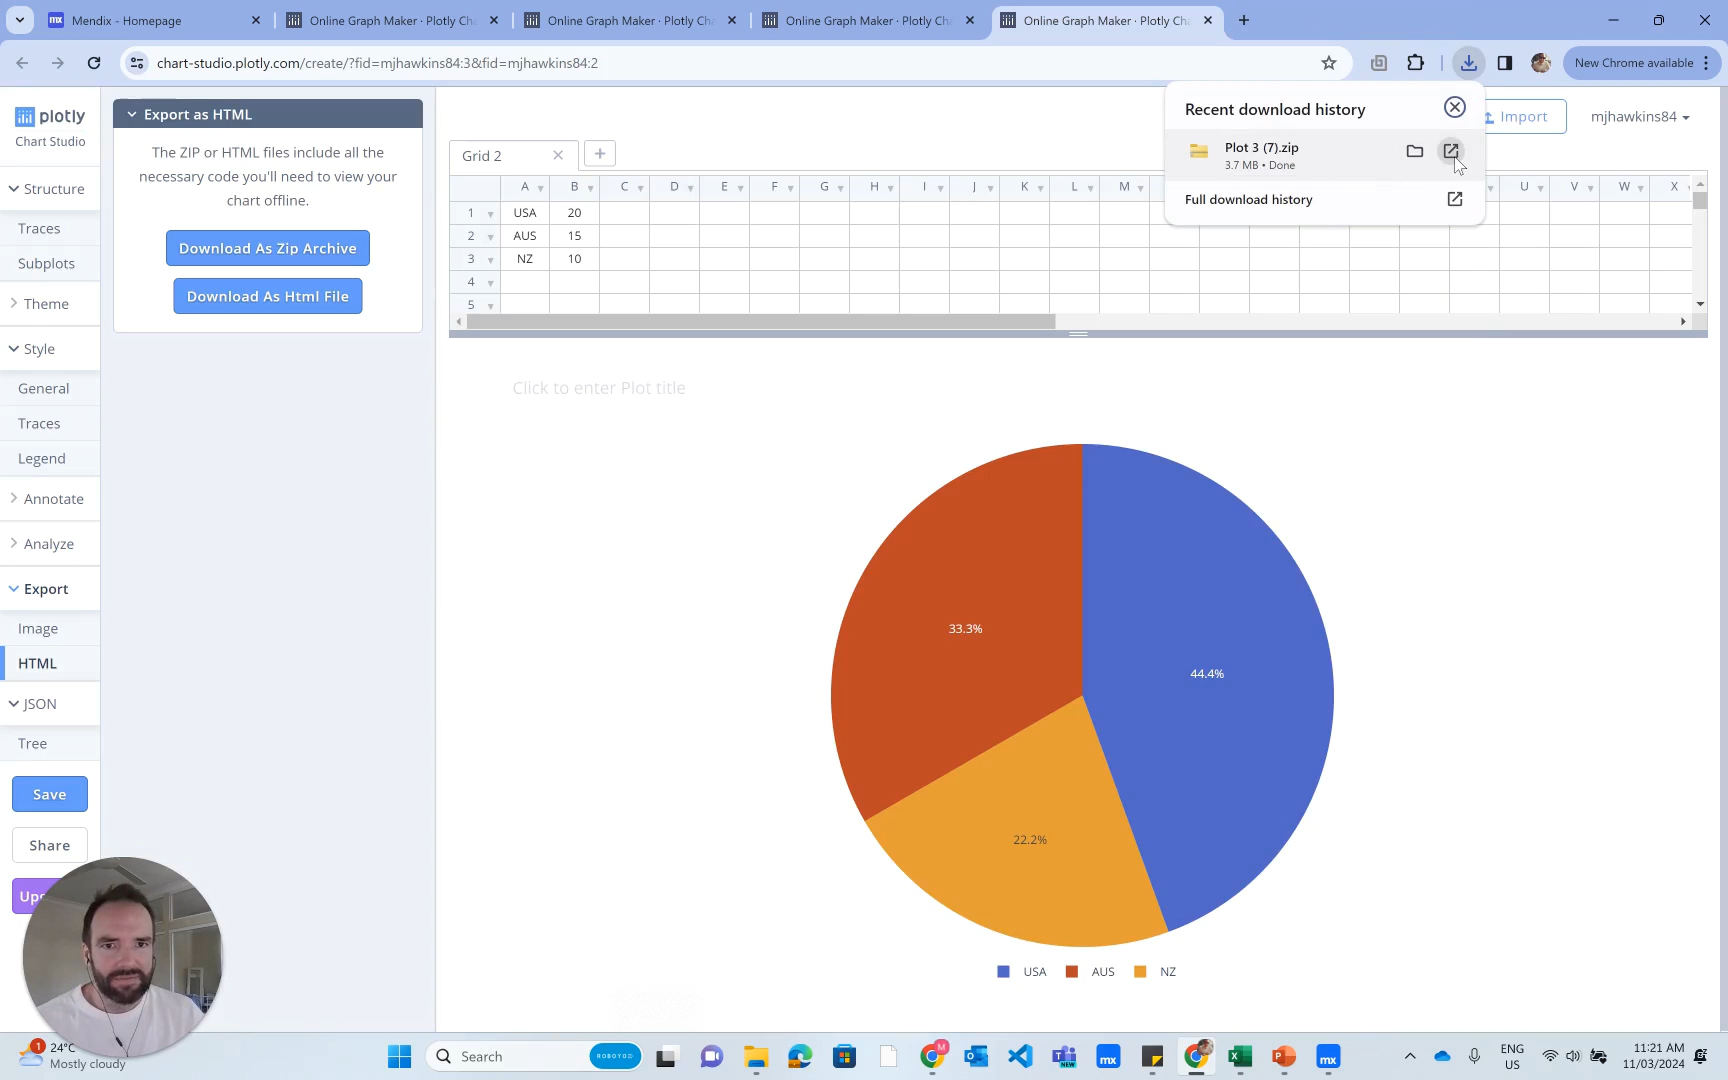 Mendix - Homepage
Online Graph Maker · Plotly Cha
Online Graph Maker · Plotly Cha
Online Graph Maker · Plotly Cha
Online Graph Maker · Plotly Cha
chart-studio.plotly.com/create/?fid=mjhawkins84:3&fid=mjhawkins84:2
New Chrome available
plotly
Chart Studio
Structure
Traces
Subplots
Theme
Style
General
Traces
Legend
Annotate
Analyze
Export
Image
HTML
JSON
Tree
Save
Share
Export as HTML
The ZIP or HTML files include all the
necessary code you'll need to view your
chart offline.
Download As Zip Archive
Download As Html File
Recent download history
Plot 3 (7).zip
3.7 MB • Done
Full download history
Import
mjhawkins84
Grid 2
A B C D E F G H I J K L M U V W X
1 USA 20
2 AUS 15
3 NZ 10
4
5
Click to enter Plot title
33.3%
44.4%
22.2%
USA AUS NZ
1
24°C
Mostly cloudy
Search
ENG
US
11:21 AM
11/03/2024